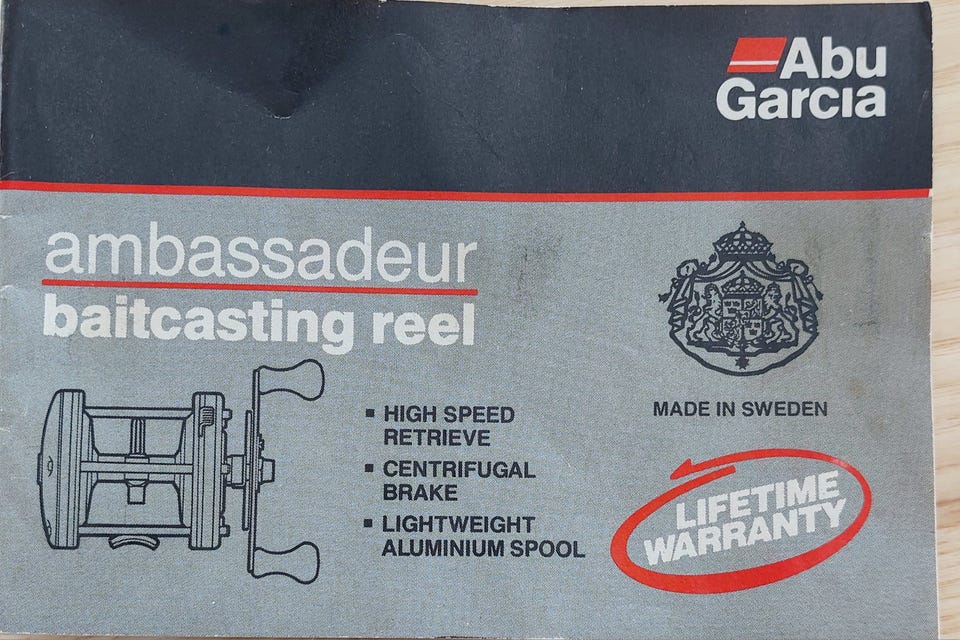 Abu
Garcia
ambassadeur
baitcasting reel
▪ HIGH SPEED
RETRIEVE
▪ CENTRIFUGAL
BRAKE
▪ LIGHTWEIGHT
ALUMINIUM SPOOL
MADE IN SWEDEN
LIFETIME
WARRANTY